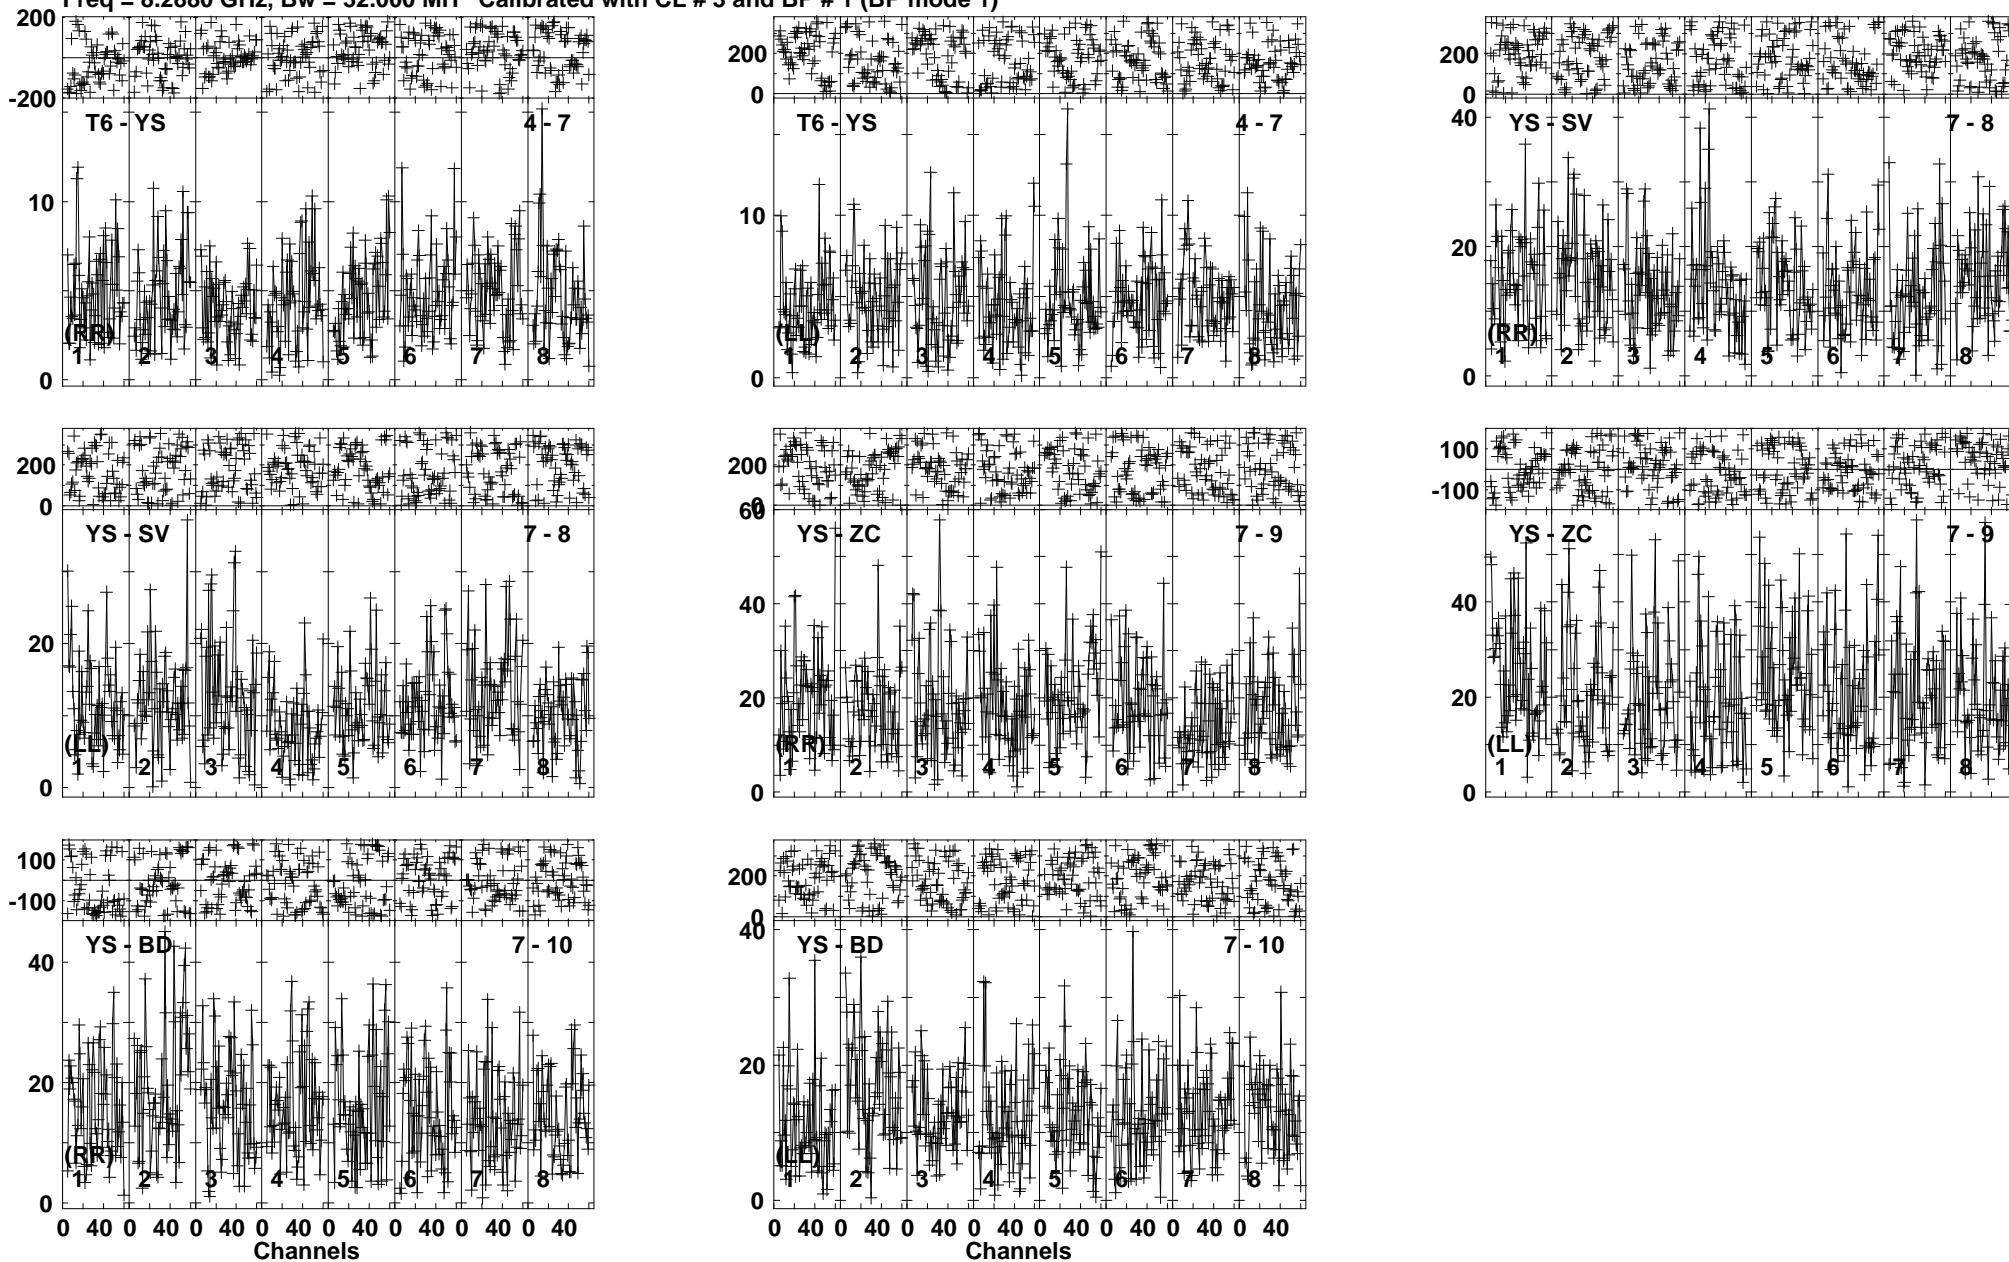 Freq = 8.2880 GHz, Bw = 32.000 MH Calibrated with CL # 3 and BP # 1 (BP mode 1)
200 200 200
-200 0 0
T6 - YS 4 - 7 T6 - YS 4 - 7 YS - SV 7 - 8
40
10 10 20
(RR) (LL) (RR)
1 2 3 4 5 6 7 8 1 2 3 4 5 6 7 8 1 2 3 4 5 6 7 8
0 0 0
200 200 100
0 0 -100
60
YS - SV 7 - 8 YS - ZC 7 - 9 YS - ZC 7 - 9
40 40
20 20 20
(LL) (RR) (LL)
1 2 3 4 5 6 7 8 1 2 3 4 5 6 7 8 1 2 3 4 5 6 7 8
0 0 0
100 200
-100 0
40
YS - BD 7 - 10 YS - BD 7 - 10
40
20 20
(RR) (LL)
1 2 3 4 5 6 7 8 1 2 3 4 5 6 7 8
0 0
0 40 0 40 0 40 0 40 0 40 0 40 0 40 0 40 0 40 0 40 0 40 0 40 0 40 0 40 0 40 0 40
Channels Channels